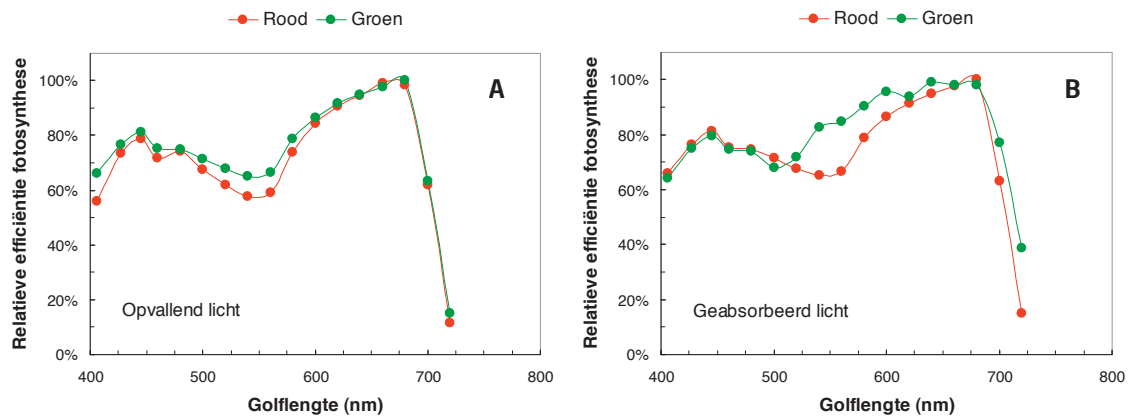 Rood Groen
A
Relatieve efficiëntie fotosynthese
100%
80%
60%
40%
20%
0%
Opvallend licht
400 500 600 700 800
Golflengte (nm)
Rood Groen
B
Relatieve efficiëntie fotosynthese
100%
80%
60%
40%
20%
0%
Geabsorbeerd licht
400 500 600 700 800
Golflengte (nm)